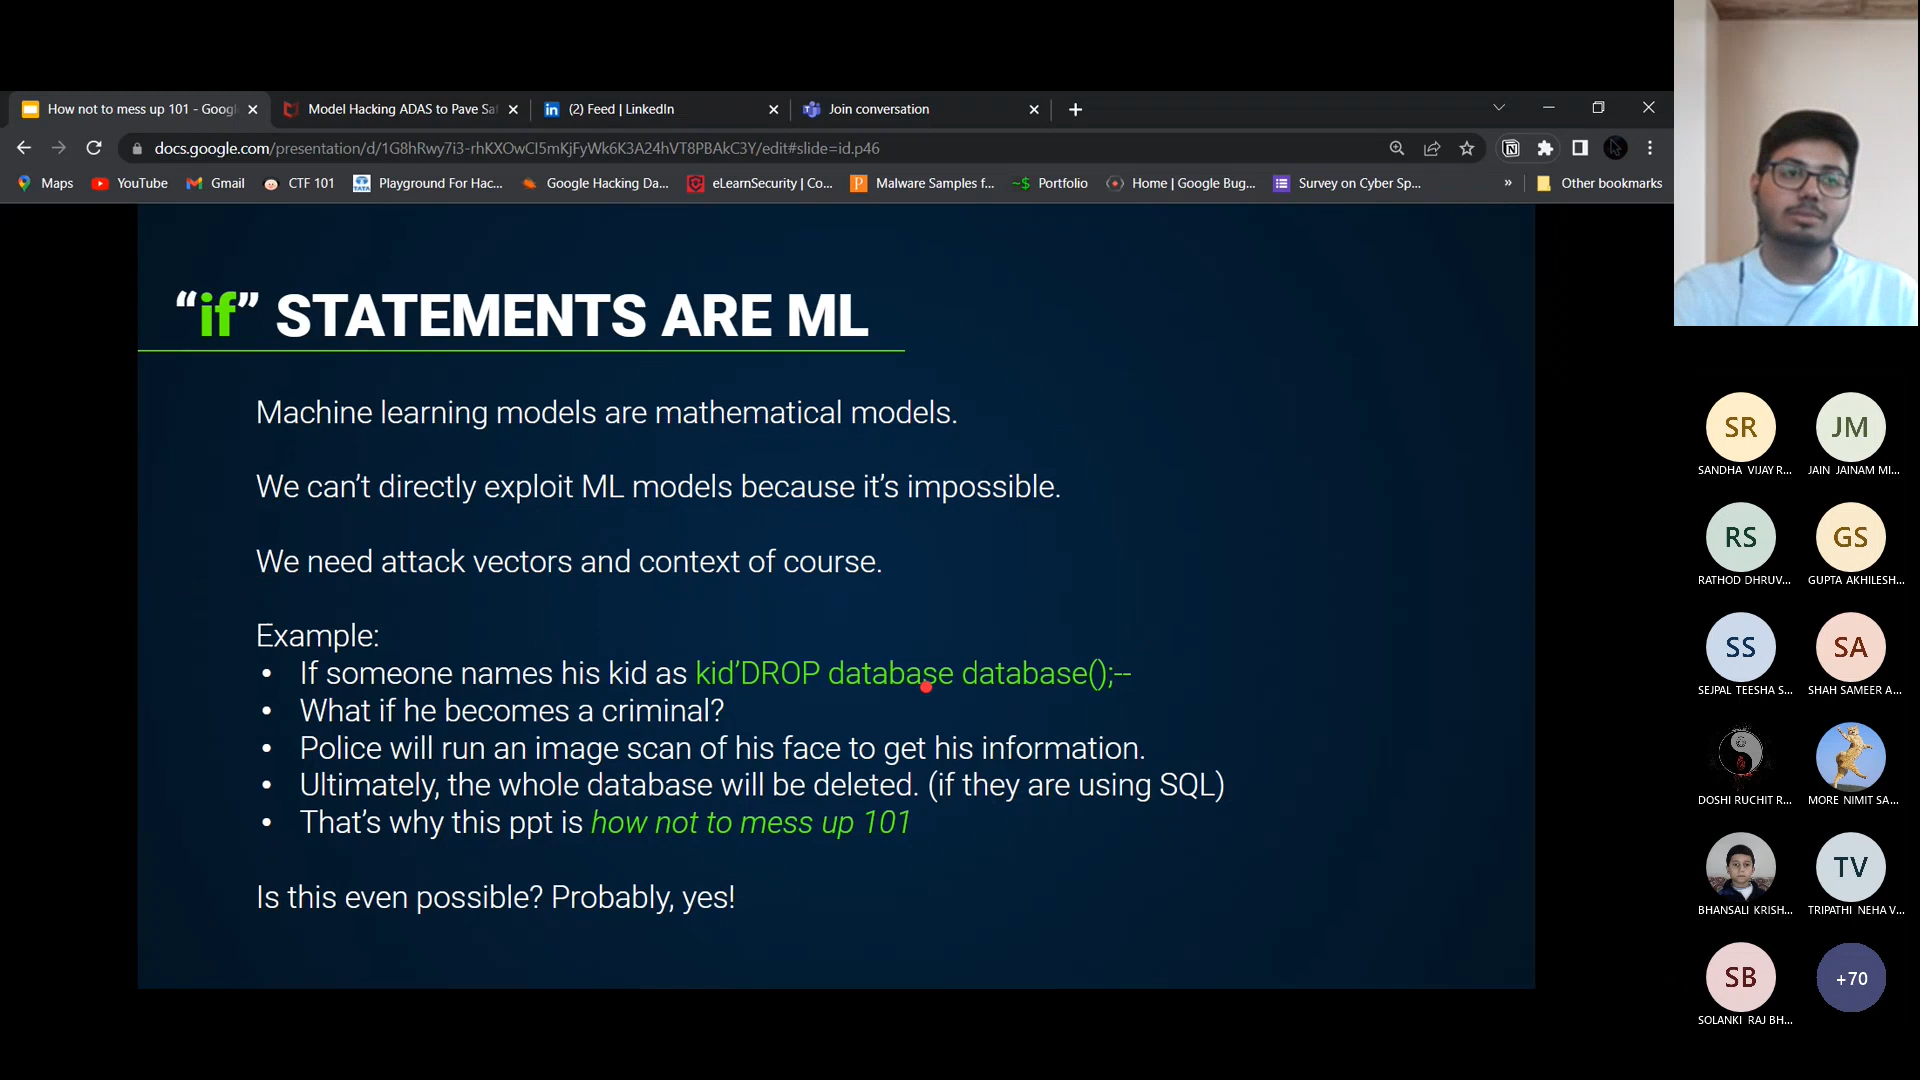 How not to mess up 101 - Goog
Model Hacking ADAS to Pave Sa
(2) Feed | LinkedIn
Join conversation
docs.google.com/presentation/d/1G8hRwy7i3-rhKXOwCI5mKjFyWk6K3A24hVT8PBAkC3Y/edit#slide=id.p46
Maps
YouTube
Gmail
CTF 101
Playground For Hac...
Google Hacking Da...
eLearnSecurity | Co...
Malware Samples f...
~$ Portfolio
Home | Google Bug...
Survey on Cyber Sp...
»
Other bookmarks
“if” STATEMENTS ARE ML
Machine learning models are mathematical models.
We can’t directly exploit ML models because it’s impossible.
We need attack vectors and context of course.
Example:
• If someone names his kid as kid’DROP database database();--
• What if he becomes a criminal?
• Police will run an image scan of his face to get his information.
• Ultimately, the whole database will be deleted. (if they are using SQL)
• That’s why this ppt is how not to mess up 101
Is this even possible? Probably, yes!
SR
JM
SANDHA VIJAY R...
JAIN JAINAM MI...
RS
GS
RATHOD DHRUV...
GUPTA AKHILESH...
SS
SA
SEJPAL TEESHA S...
SHAH SAMEER A...
DOSHI RUCHIT R...
MORE NIMIT SA...
TV
BHANSALI KRISH...
TRIPATHI NEHA V...
SB
+70
SOLANKI RAJ BH...